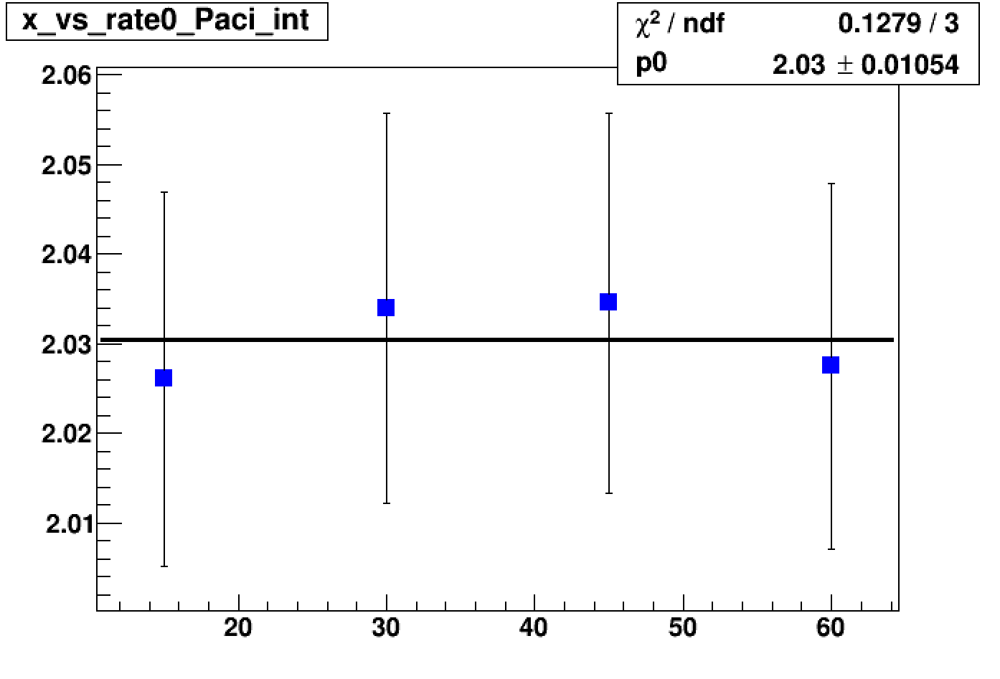 x_vs_rate0_Paci_int
χ² / ndf 0.1279 / 3
p0 2.03 ± 0.01054
2.06
2.05
2.04
2.03
2.02
2.01
20 30 40 50 60